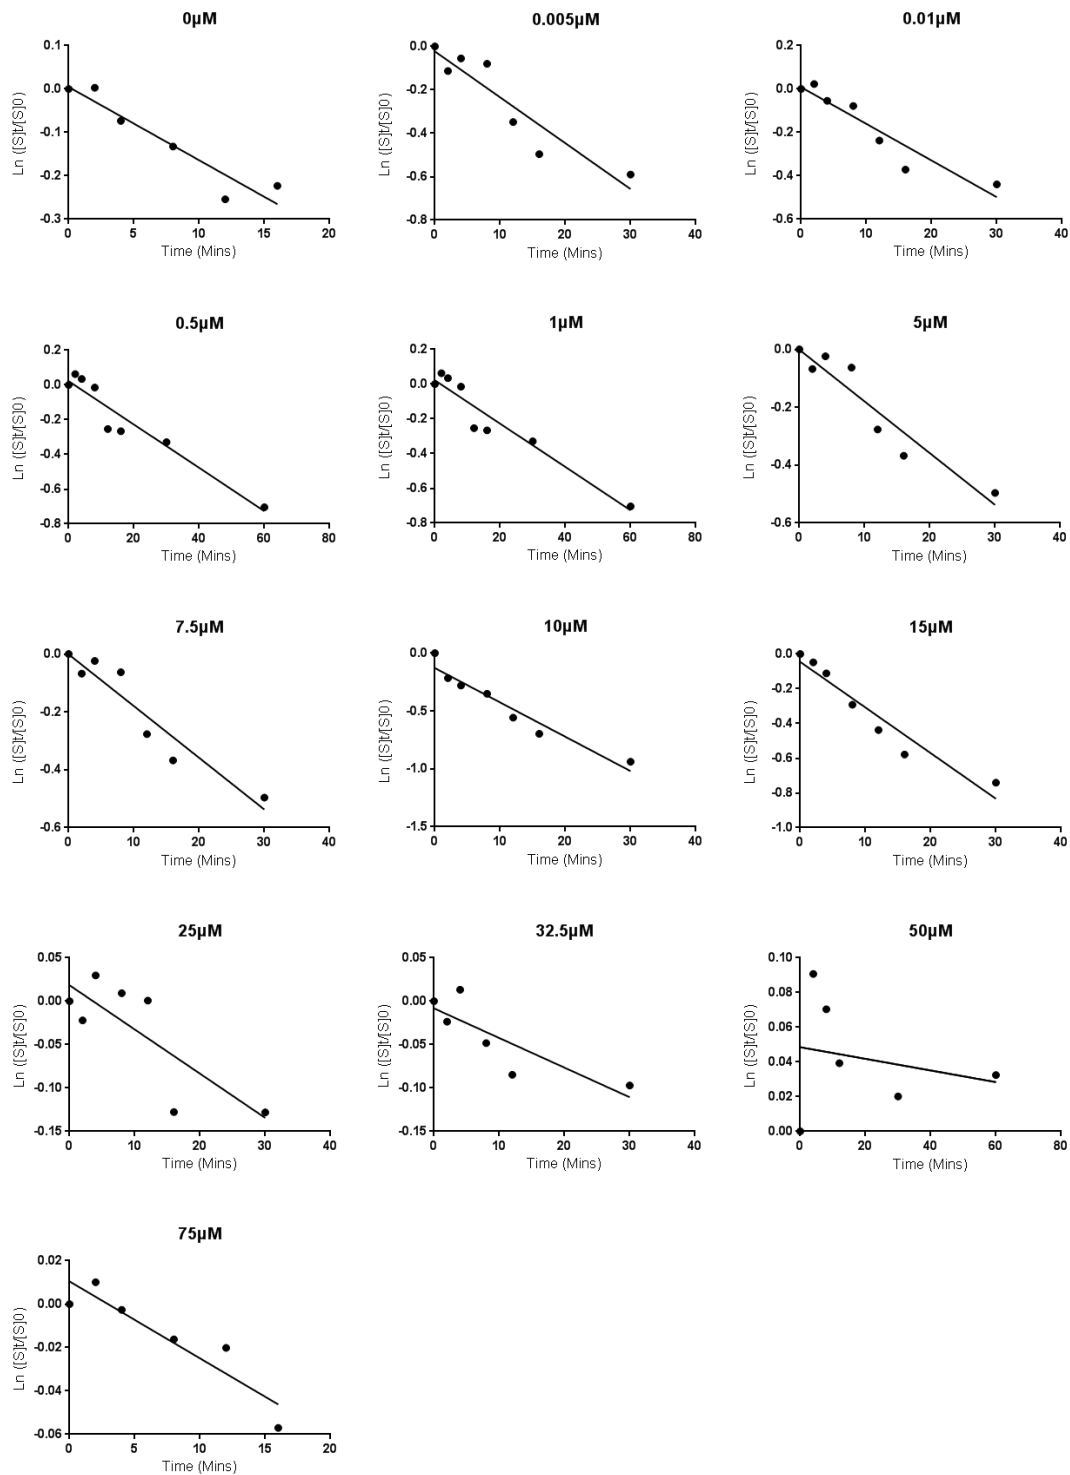 0µM
Ln ([S]t/[S]0)
0.1
0.0
-0.1
-0.2
-0.3
0 5 10 15 20
Time (Mins)
0.005µM
Ln ([S]t/[S]0)
0.0
-0.2
-0.4
-0.6
-0.8
0 10 20 30 40
Time (Mins)
0.01µM
Ln ([S]t/[S]0)
0.2
0.0
-0.2
-0.4
-0.6
0 10 20 30 40
Time (Mins)
0.5µM
Ln ([S]t/[S]0)
0.2
0.0
-0.2
-0.4
-0.6
-0.8
0 20 40 60 80
Time (Mins)
1µM
Ln ([S]t/[S]0)
0.2
0.0
-0.2
-0.4
-0.6
-0.8
0 20 40 60 80
Time (Mins)
5µM
Ln ([S]t/[S]0)
0.0
-0.2
-0.4
-0.6
0 10 20 30 40
Time (Mins)
7.5µM
Ln ([S]t/[S]0)
0.0
-0.2
-0.4
-0.6
0 10 20 30 40
Time (Mins)
10µM
Ln ([S]t/[S]0)
0.0
-0.5
-1.0
-1.5
0 10 20 30 40
Time (Mins)
15µM
Ln ([S]t/[S]0)
0.0
-0.2
-0.4
-0.6
-0.8
-1.0
0 10 20 30 40
Time (Mins)
25µM
Ln ([S]t/[S]0)
0.05
0.00
-0.05
-0.10
-0.15
0 10 20 30 40
Time (Mins)
32.5µM
Ln ([S]t/[S]0)
0.05
0.00
-0.05
-0.10
-0.15
0 10 20 30 40
Time (Mins)
50µM
Ln ([S]t/[S]0)
0.10
0.08
0.06
0.04
0.02
0.00
0 20 40 60 80
Time (Mins)
75µM
Ln ([S]t/[S]0)
0.02
0.00
-0.02
-0.04
-0.06
0 5 10 15 20
Time (Mins)